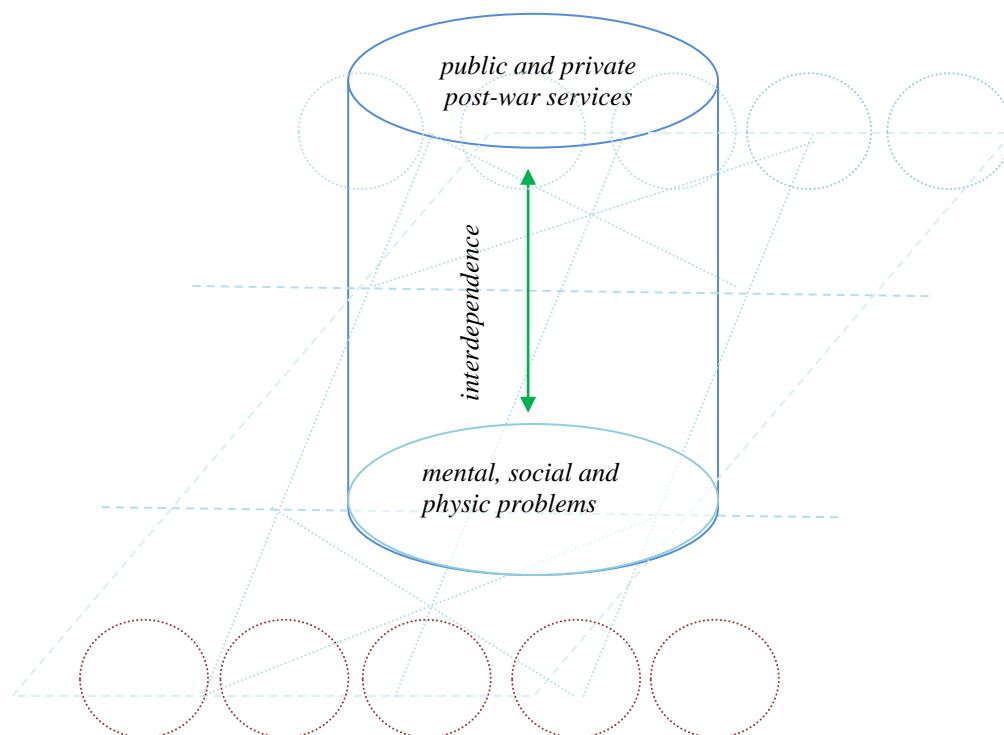 public and private
post-war services
interdependence
mental, social and
physic problems